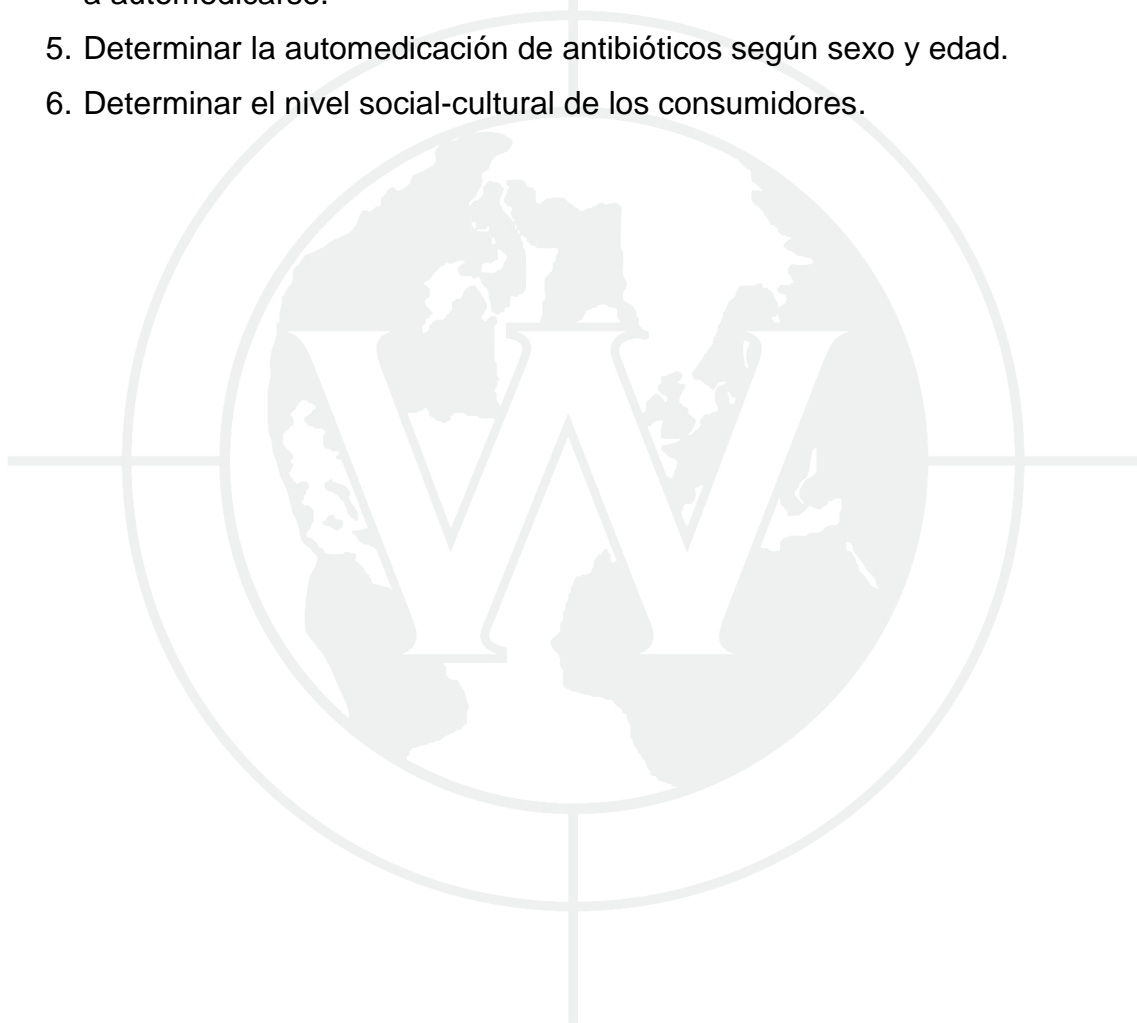 a automedicarse.
5. Determinar la automedicación de antibióticos según sexo y edad.
6. Determinar el nivel social-cultural de los consumidores.
W